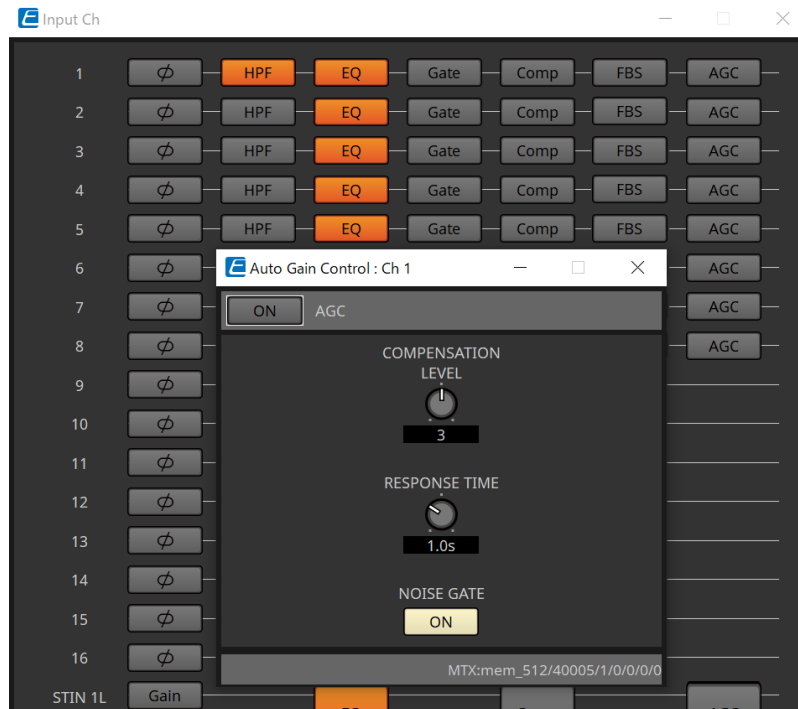 Input Ch
1 Φ HPF EQ Gate Comp FBS AGC
2 Φ HPF EQ Gate Comp FBS AGC
3 Φ HPF EQ Gate Comp FBS AGC
4 Φ HPF EQ Gate Comp FBS AGC
5 Φ HPF EQ Gate Comp FBS AGC
6 Φ AGC
7 Φ AGC
8 Φ AGC
9 Φ
10 Φ
11 Φ
12 Φ
13 Φ
14 Φ
15 Φ
16 Φ
STIN 1L Gain
Auto Gain Control : Ch 1
ON AGC
COMPENSATION
LEVEL
3
RESPONSE TIME
1.0s
NOISE GATE
ON
MTX:mem_512/40005/1/0/0/0/0